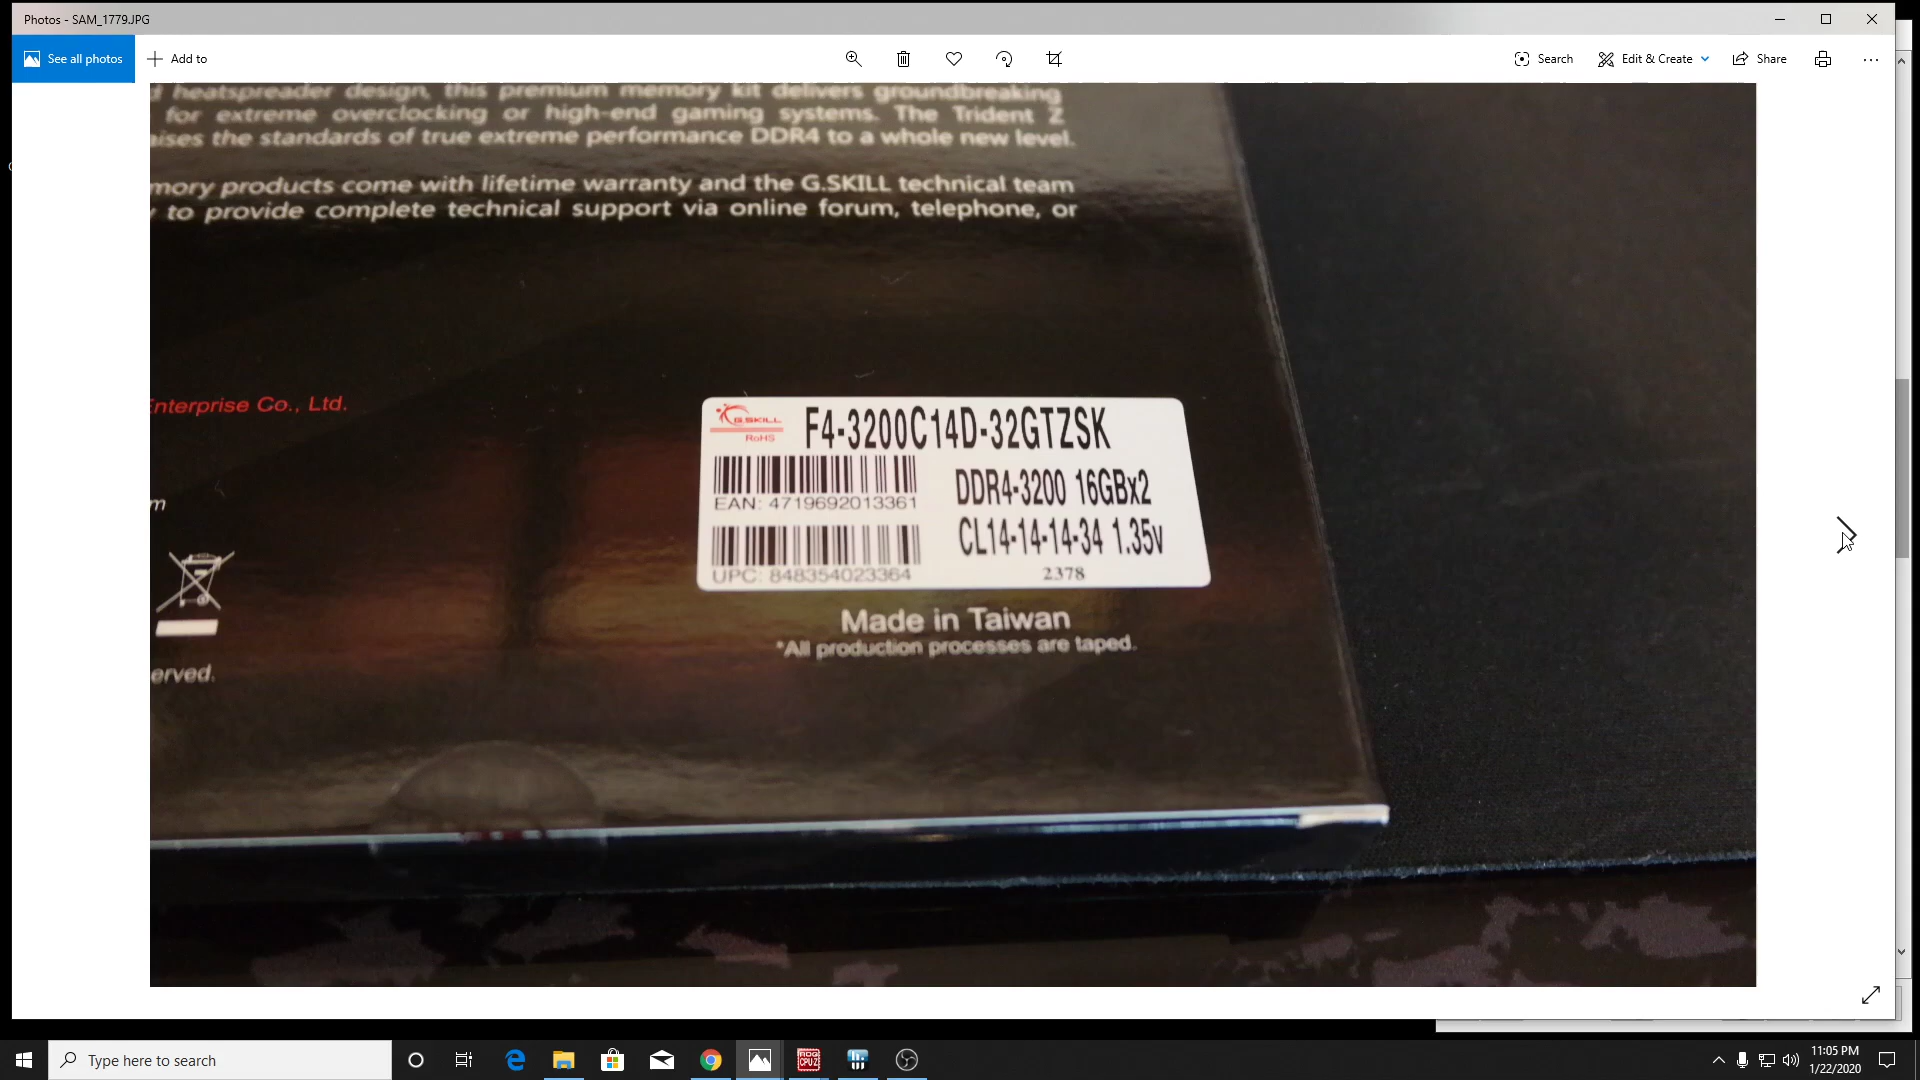 Photos - SAM_1779.JPG
See all photos
Add to
Search
Edit & Create
Share
heatspreader design, this premium memory kit delivers groundbreaking
for extreme overclocking or high-end gaming systems. The Trident Z
ises the standards of true extreme performance DDR4 to a whole new level.
mory products come with lifetime warranty and the G.SKILL technical team
to provide complete technical support via online forum, telephone, or
Enterprise Co., Ltd.
m
erved.
G.SKILL
RoHS
F4-3200C14D-32GTZSK
EAN: 4719692013361
DDR4-3200 16GBx2
CL14-14-14-34 1.35v
UPC: 848354023364
2378
Made in Taiwan
*All production processes are taped.
Type here to search
ROG
CPU-Z
11:05 PM
1/22/2020